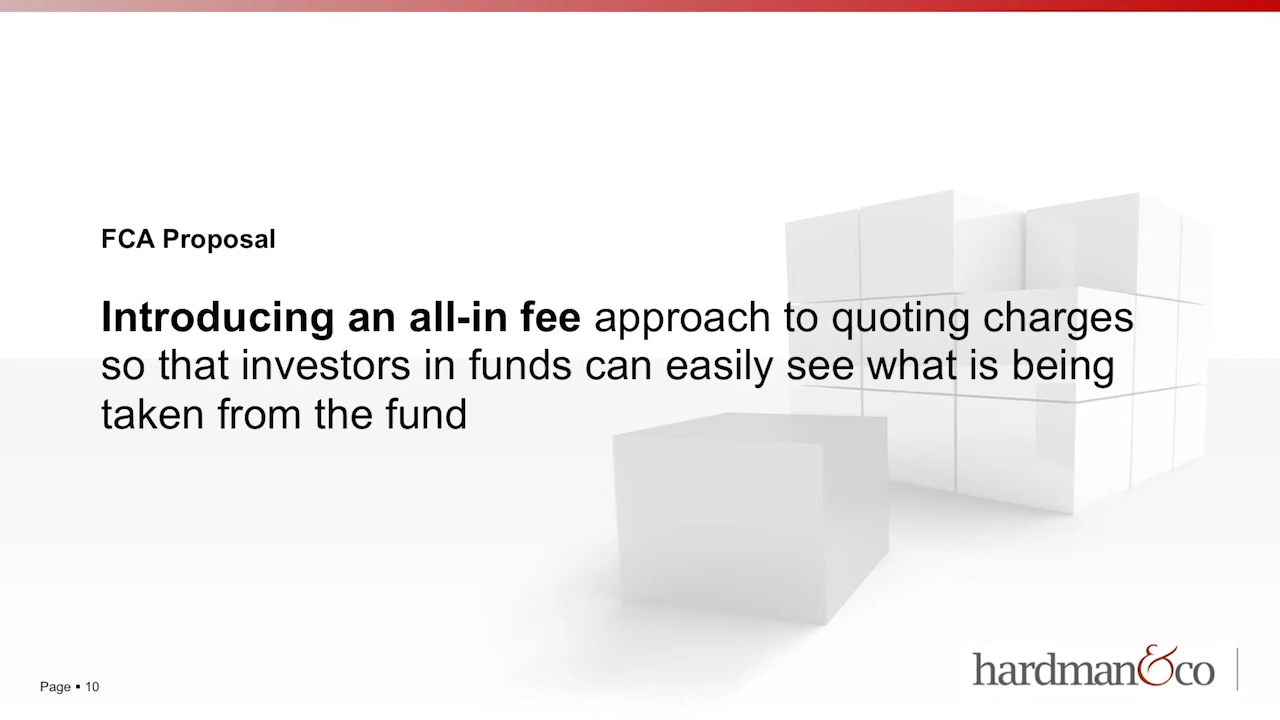 FCA Proposal
Introducing an all-in fee approach to quoting charges
so that investors in funds can easily see what is being
taken from the fund
Page ▪ 10
hardman&co